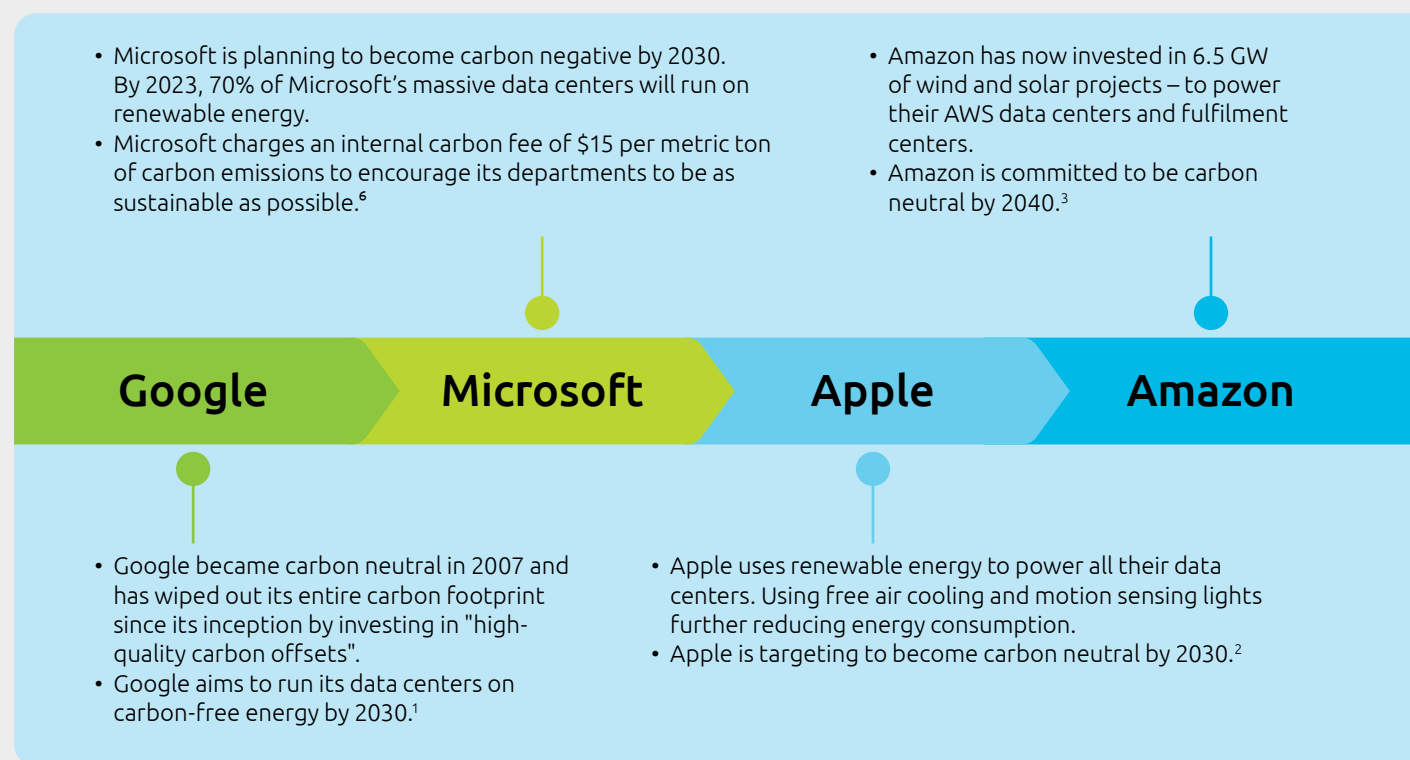 • Microsoft is planning to become carbon negative by 2030.
By 2023, 70% of Microsoft's massive data centers will run on
renewable energy.
• Microsoft charges an internal carbon fee of $15 per metric ton
of carbon emissions to encourage its departments to be as
sustainable as possible.⁶
• Amazon has now invested in 6.5 GW
of wind and solar projects – to power
their AWS data centers and fulfilment
centers.
• Amazon is committed to be carbon
neutral by 2040.³
Google
Microsoft
Apple
Amazon
• Google became carbon neutral in 2007 and
has wiped out its entire carbon footprint
since its inception by investing in "high-
quality carbon offsets".
• Google aims to run its data centers on
carbon-free energy by 2030.¹
• Apple uses renewable energy to power all their data
centers. Using free air cooling and motion sensing lights
further reducing energy consumption.
• Apple is targeting to become carbon neutral by 2030.²